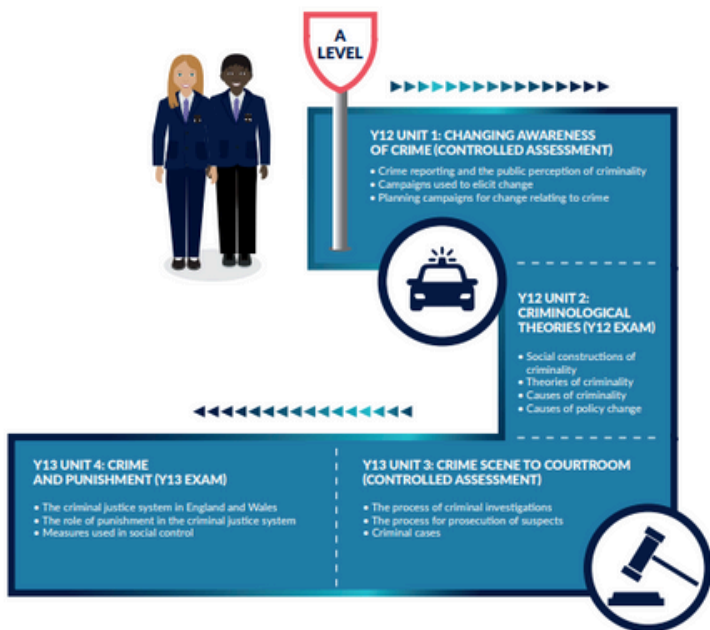 A
LEVEL
Y12 UNIT 1: CHANGING AWARENESS
OF CRIME (CONTROLLED ASSESSMENT)
• Crime reporting and the public perception of criminality
• Campaigns used to elicit change
• Planning campaigns for change relating to crime
Y12 UNIT 2:
CRIMINOLOGICAL
THEORIES (Y12 EXAM)
• Social constructions of
criminality
• Theories of criminality
• Causes of criminality
• Causes of policy change
Y13 UNIT 4: CRIME
AND PUNISHMENT (Y13 EXAM)
• The criminal justice system in England and Wales
• The role of punishment in the criminal justice system
• Measures used in social control
Y13 UNIT 3: CRIME SCENE TO COURTROOM
(CONTROLLED ASSESSMENT)
• The process of criminal investigations
• The process for prosecution of suspects
• Criminal cases